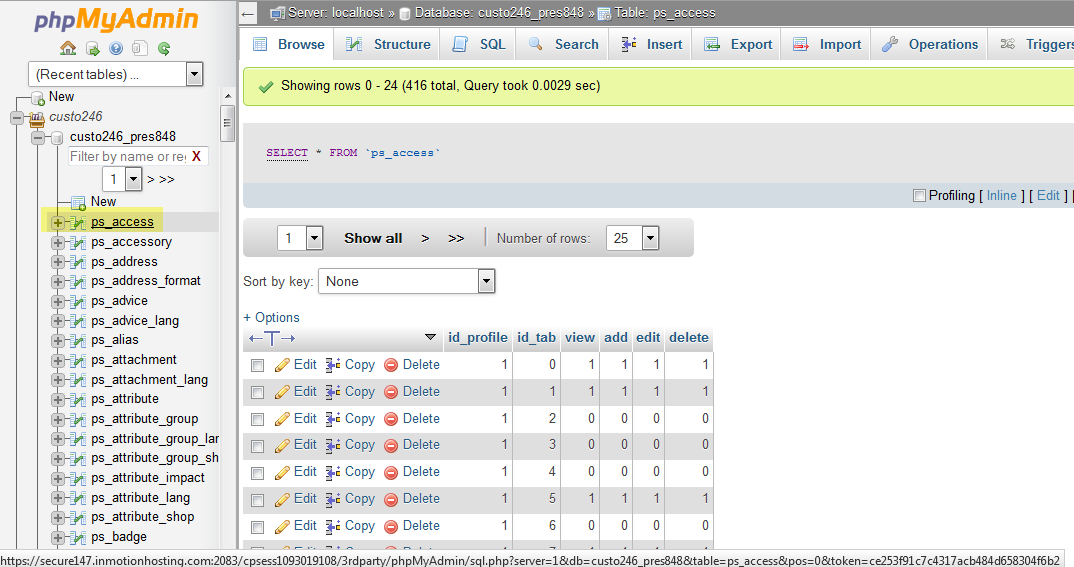 phpMyAdmin
(Recent tables) ...
New
custo246
custo246_pres848
Filter by name or re X
1 > >>
New
ps_access
ps_accessory
ps_address
ps_address_format
ps_advice
ps_advice_lang
ps_alias
ps_attachment
ps_attachment_lang
ps_attribute
ps_attribute_group
ps_attribute_group_lar
ps_attribute_group_sh
ps_attribute_impact
ps_attribute_lang
ps_attribute_shop
ps_badge
Server: localhost » Database: custo246_pres848 » Table: ps_access
Browse Structure SQL Search Insert Export Import Operations Triggers
Showing rows 0 - 24 (416 total, Query took 0.0029 sec)
SELECT * FROM `ps_access`
Profiling [ Inline ] [ Edit ] [
1 Show all > >> | Number of rows: 25
Sort by key: None
+ Options
←T→ id_profile id_tab view add edit delete
Edit Copy Delete 1 0 1 1 1 1
Edit Copy Delete 1 1 1 1 1 1
Edit Copy Delete 1 2 0 0 0 0
Edit Copy Delete 1 3 0 0 0 0
Edit Copy Delete 1 4 0 0 0 0
Edit Copy Delete 1 5 1 1 1 1
Edit Copy Delete 1 6 0 0 0 0
https://secure147.inmotionhosting.com:2083/cpsess1093019108/3rdparty/phpMyAdmin/sql.php?server=1&db=custo246_pres848&table=ps_access&pos=0&token=ce253f91c7c4317acb484d658304f6b2